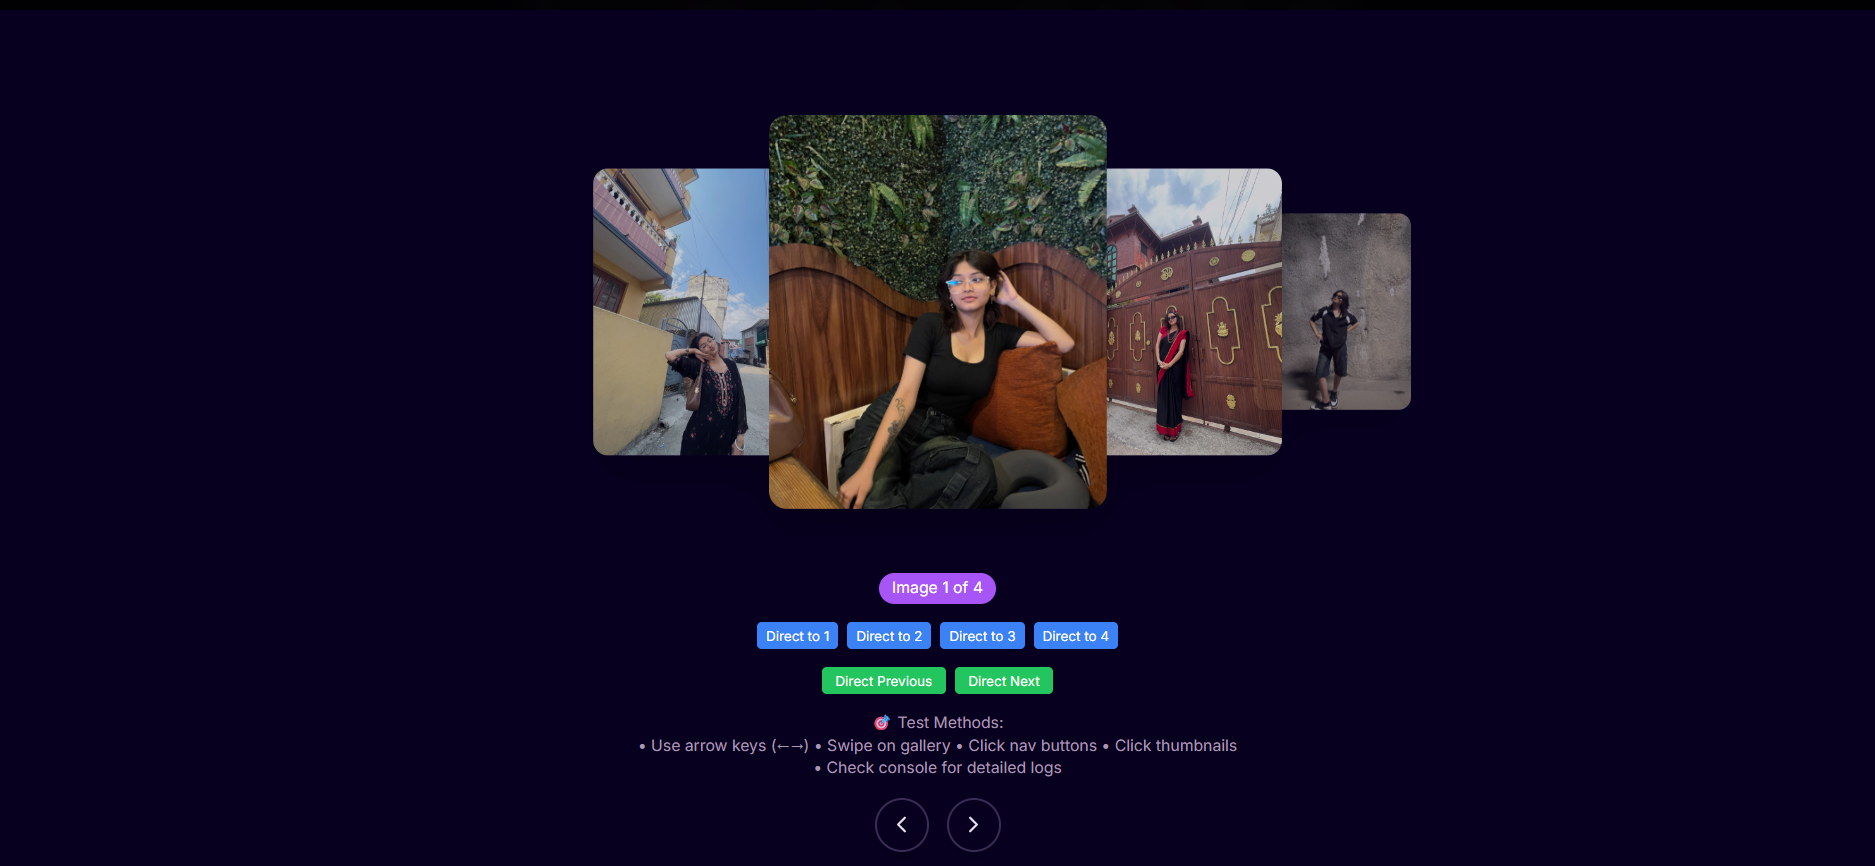 Image 1 of 4
Direct to 1 Direct to 2 Direct to 3 Direct to 4
Direct Previous Direct Next
🎯 Test Methods:
• Use arrow keys (←→) • Swipe on gallery • Click nav buttons • Click thumbnails
• Check console for detailed logs